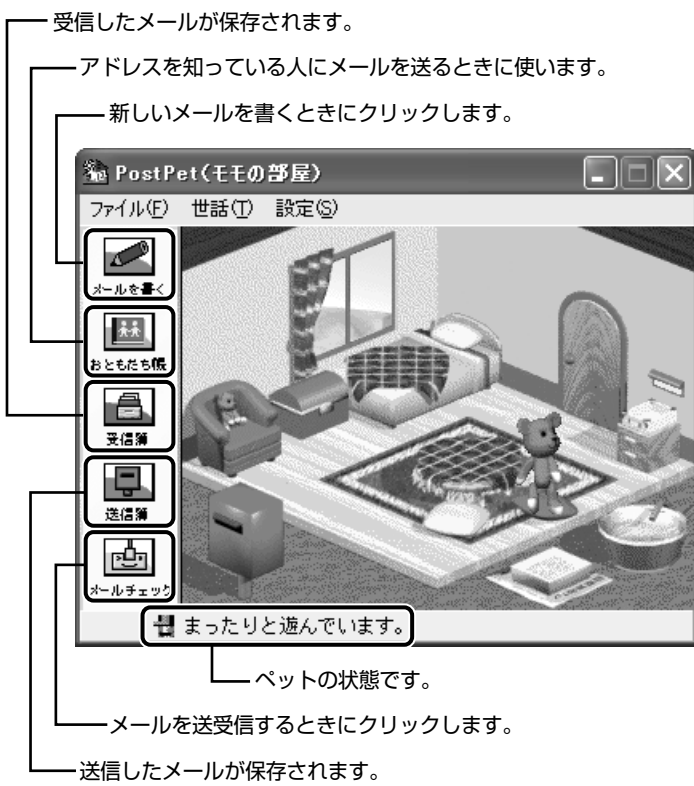 受信したメールが保存されます。
アドレスを知っている人にメールを送るときに使います。
新しいメールを書くときにクリックします。
PostPet(モモの部屋)
ファイル(F) 世話(T) 設定(S)
メールを書く
おともだち帳
受信簿
送信簿
メールチェック
まったりと遊んでいます。
ペットの状態です。
メールを送受信するときにクリックします。
送信したメールが保存されます。